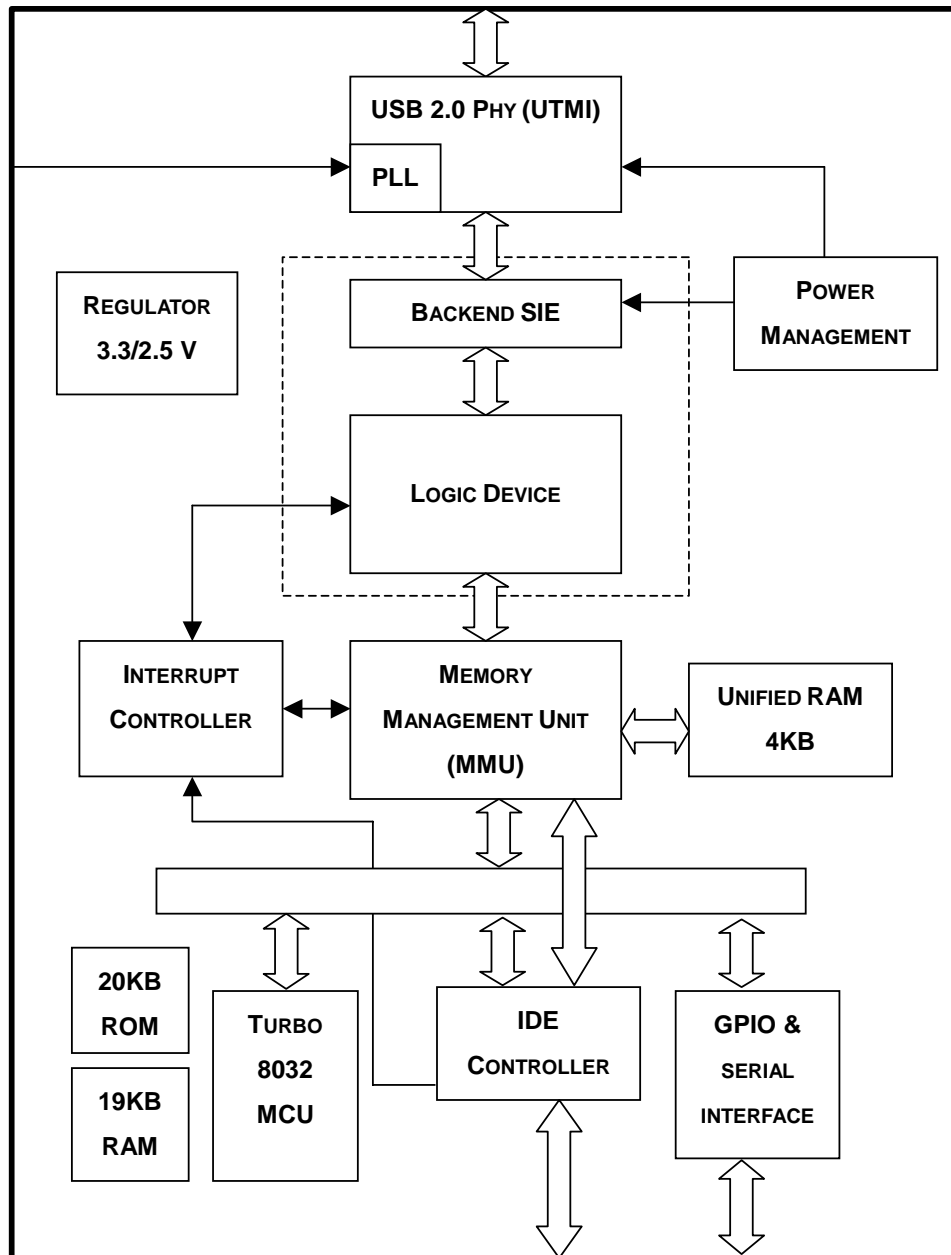 USB 2.0 PHY (UTMI)
PLL
REGULATOR
3.3/2.5 V
BACKEND SIE
POWER
MANAGEMENT
LOGIC DEVICE
INTERRUPT
CONTROLLER
MEMORY
MANAGEMENT UNIT
(MMU)
UNIFIED RAM
4KB
20KB
ROM
19KB
RAM
TURBO
8032
MCU
IDE
CONTROLLER
GPIO &
SERIAL
INTERFACE